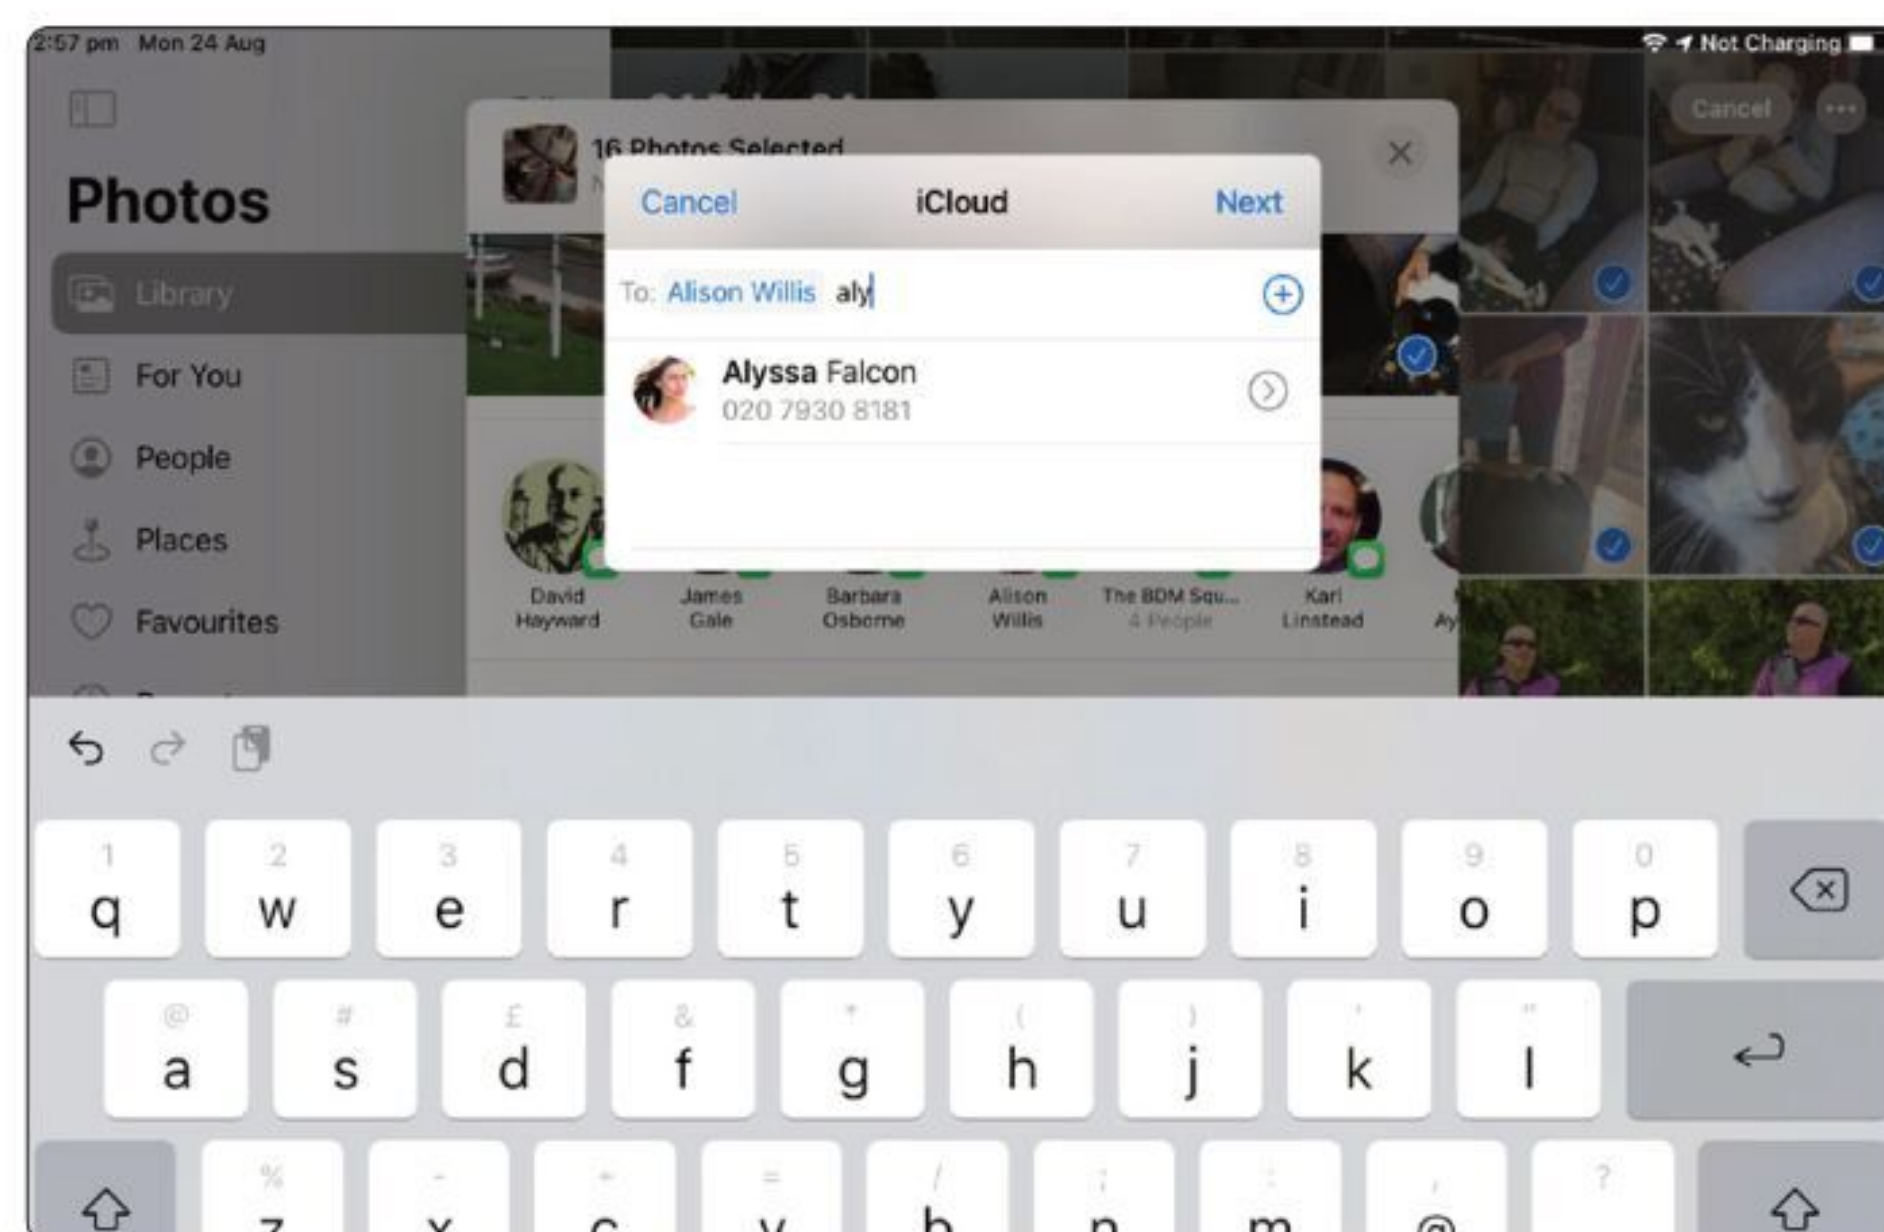 2:57 pm Mon 24 Aug
Not Charging
Cancel
Photos
Library
For You
People
Places
Favourites
16 Photos Selected
Cancel iCloud Next
To: Alison Willis aly
Alyssa Falcon
020 7930 8181
David Hayward
James Gale
Barbara Osborne
Alison Willis
The BDM Squ...
4 People
Karl Linstead
Ay
1 2 3 4 5 6 7 8 9 0
q w e r t y u i o p
@ # £ & * ( ) ' "
a s d f g h j k l
% - + = / ; : , ?
z x c v b n m @ .